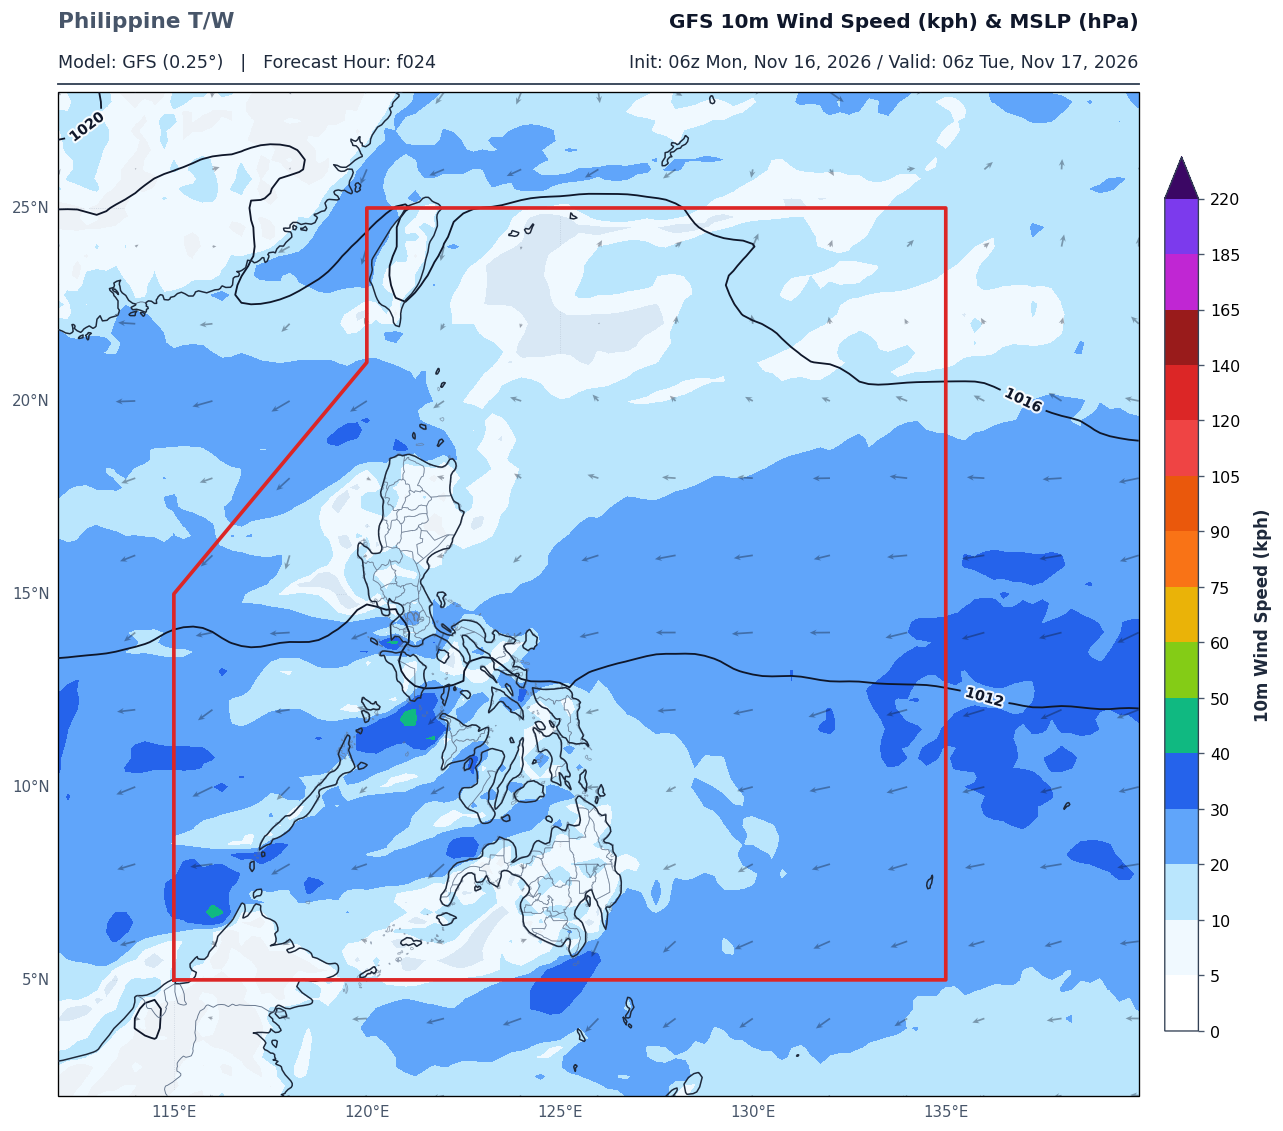 Philippine T/W
GFS 10m Wind Speed (kph) & MSLP (hPa)
Model: GFS (0.25°) | Forecast Hour: f024
Init: 06z Mon, Nov 16, 2026 / Valid: 06z Tue, Nov 17, 2026
1020
1016
1012
25°N
20°N
15°N
10°N
5°N
115°E
120°E
125°E
130°E
135°E
220
185
165
140
120
105
90
75
60
50
40
30
20
10
5
0
10m Wind Speed (kph)